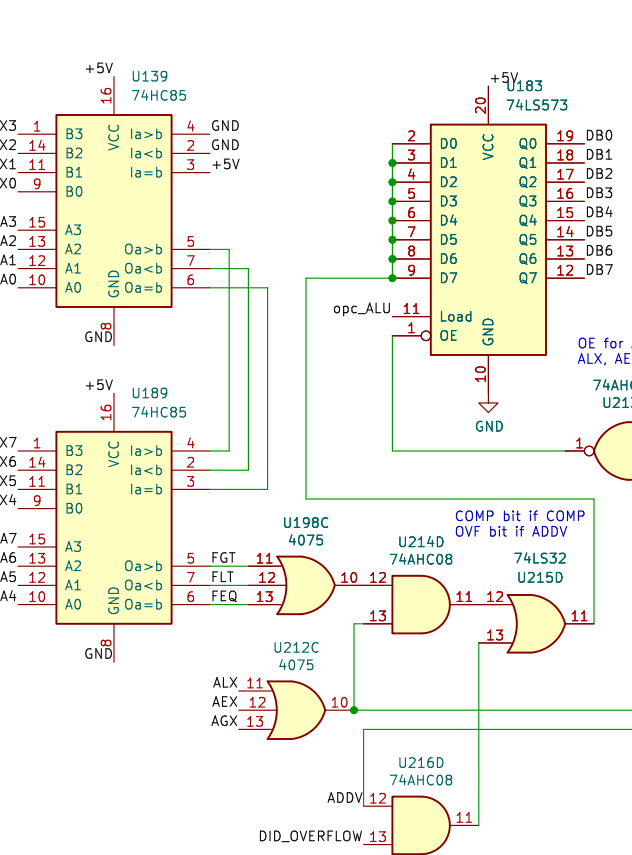 +5V
U139
74HC85
16
VCC
X3 1 B3
X2 14 B2
X1 11 B1
X0 9 B0
A3 15 A3
A2 13 A2
A1 12 A1
A0 10 A0
Ia>b 4 GND
Ia<b 2 GND
Ia=b 3 +5V
Oa>b 5
Oa<b 7
Oa=b 6
GND
8
GND
+5V
U183
74LS573
20
VCC
2 D0 Q0 19 DB0
3 D1 Q1 18 DB1
4 D2 Q2 17 DB2
5 D3 Q3 16 DB3
6 D4 Q4 15 DB4
7 D5 Q5 14 DB5
8 D6 Q6 13 DB6
9 D7 Q7 12 DB7
opc_ALU 11 Load
1 OE
GND
10
GND
OE for
ALX, AE
74AH
U21
1
+5V
U189
74HC85
16
VCC
X7 1 B3
X6 14 B2
X5 11 B1
X4 9 B0
A7 15 A3
A6 13 A2
A5 12 A1
A4 10 A0
Ia>b 4
Ia<b 2
Ia=b 3
Oa>b 5 FGT
Oa<b 7 FLT
Oa=b 6 FEQ
GND
8
GND
U198C
4075
11
12
13
10
COMP bit if COMP
OVF bit if ADDV
U214D
74AHC08
12
13
11
74LS32
U215D
12
13
11
U212C
4075
ALX 11
AEX 12
AGX 13
10
U216D
74AHC08
ADDV 12
DID_OVERFLOW 13
11